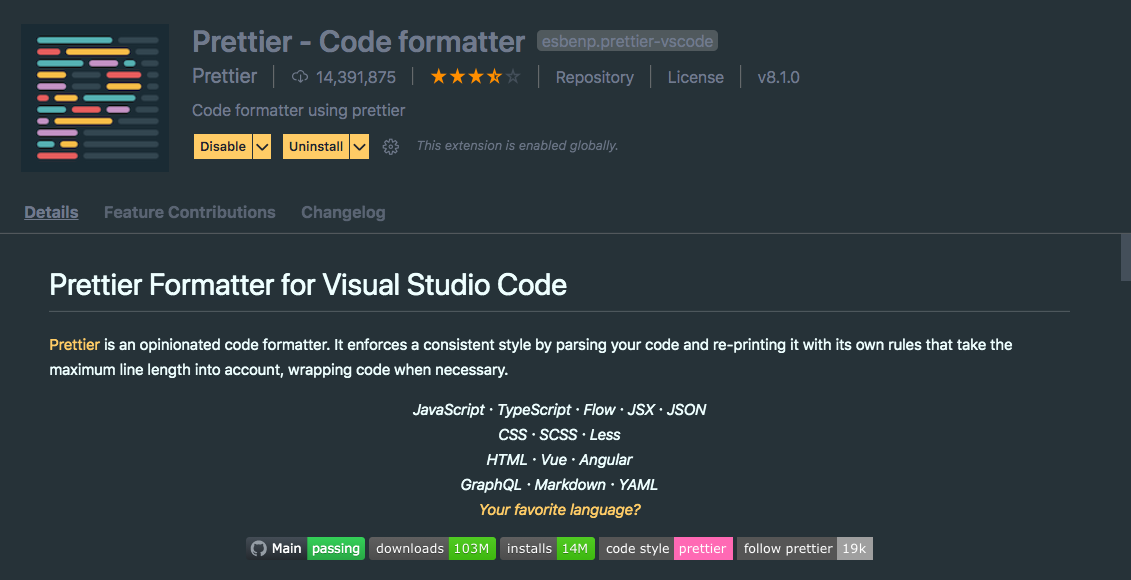 Prettier - Code formatter esbenp.prettier-vscode
Prettier 14,391,875 Repository License v8.1.0
Code formatter using prettier
Disable Uninstall This extension is enabled globally.
Details Feature Contributions Changelog
Prettier Formatter for Visual Studio Code
Prettier is an opinionated code formatter. It enforces a consistent style by parsing your code and re-printing it with its own rules that take the
maximum line length into account, wrapping code when necessary.
JavaScript · TypeScript · Flow · JSX · JSON
CSS · SCSS · Less
HTML · Vue · Angular
GraphQL · Markdown · YAML
Your favorite language?
Main passing downloads 103M installs 14M code style prettier follow prettier 19k